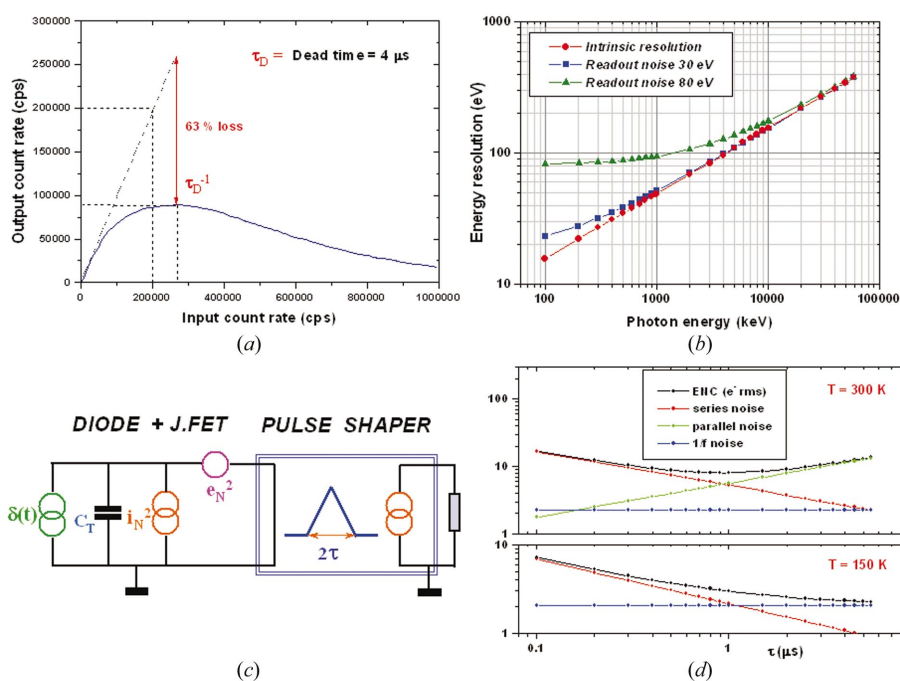 τD = Dead time = 4 μs
63 % loss
τD-1
Output count rate (cps)
250000
200000
150000
100000
50000
0
0 200000 400000 600000 800000 1000000
Input count rate (cps)
(a)
Intrinsic resolution
Readout noise 30 eV
Readout noise 80 eV
Energy resolution (eV)
1000
100
10
100 1000 10000 100000
Photon energy (keV)
(b)
DIODE + J.FET PULSE SHAPER
δ(t)
CT
iN2
eN2
2τ
(c)
ENC (e- rms)
series noise
parallel noise
1/f noise
T = 300 K
100
10
1
T = 150 K
10
1
0.1 1
τ(μs)
(d)